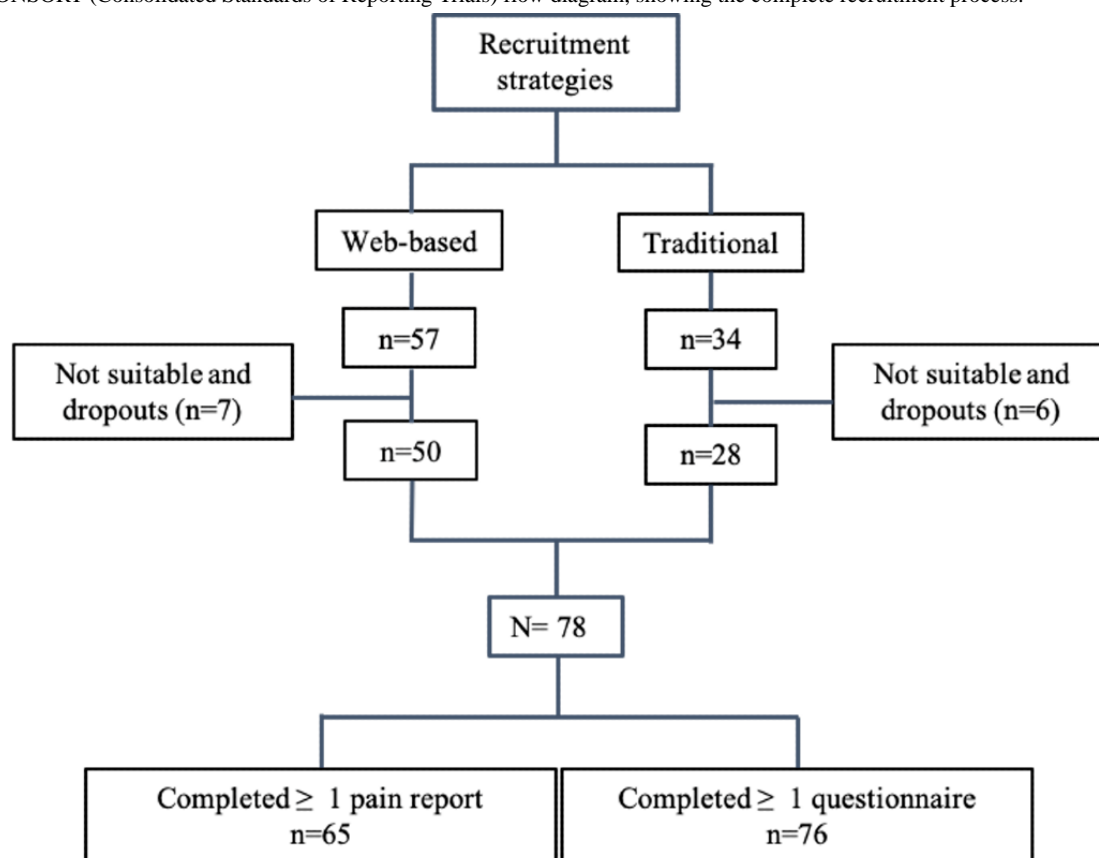 (Consolidated Standards of Reporting Trials) flow diagram, showing the complete recruitment process.
Recruitment
strategies
Web-based
Traditional
n=57
n=34
Not suitable and
dropouts (n=7)
Not suitable and
dropouts (n=6)
n=50
n=28
N= 78
Completed ≥ 1 pain report
n=65
Completed ≥ 1 questionnaire
n=76